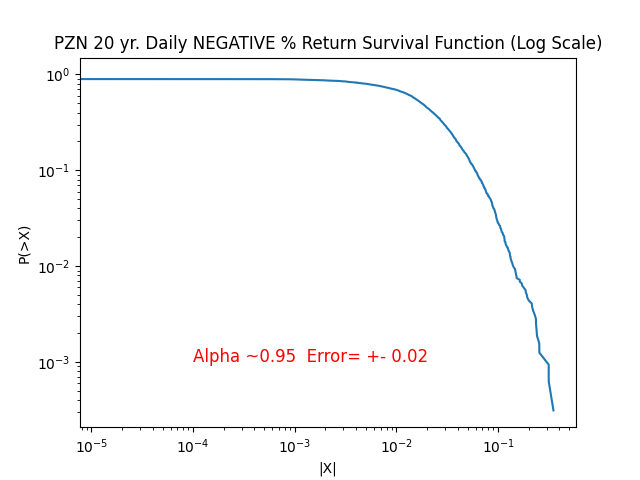 PZN 20 yr. Daily NEGATIVE % Return Survival Function (Log Scale)
10⁰
10⁻¹
10⁻²
10⁻³
P(>X)
Alpha ~0.95  Error= +- 0.02
10⁻⁵ 10⁻⁴ 10⁻³ 10⁻² 10⁻¹
|X|